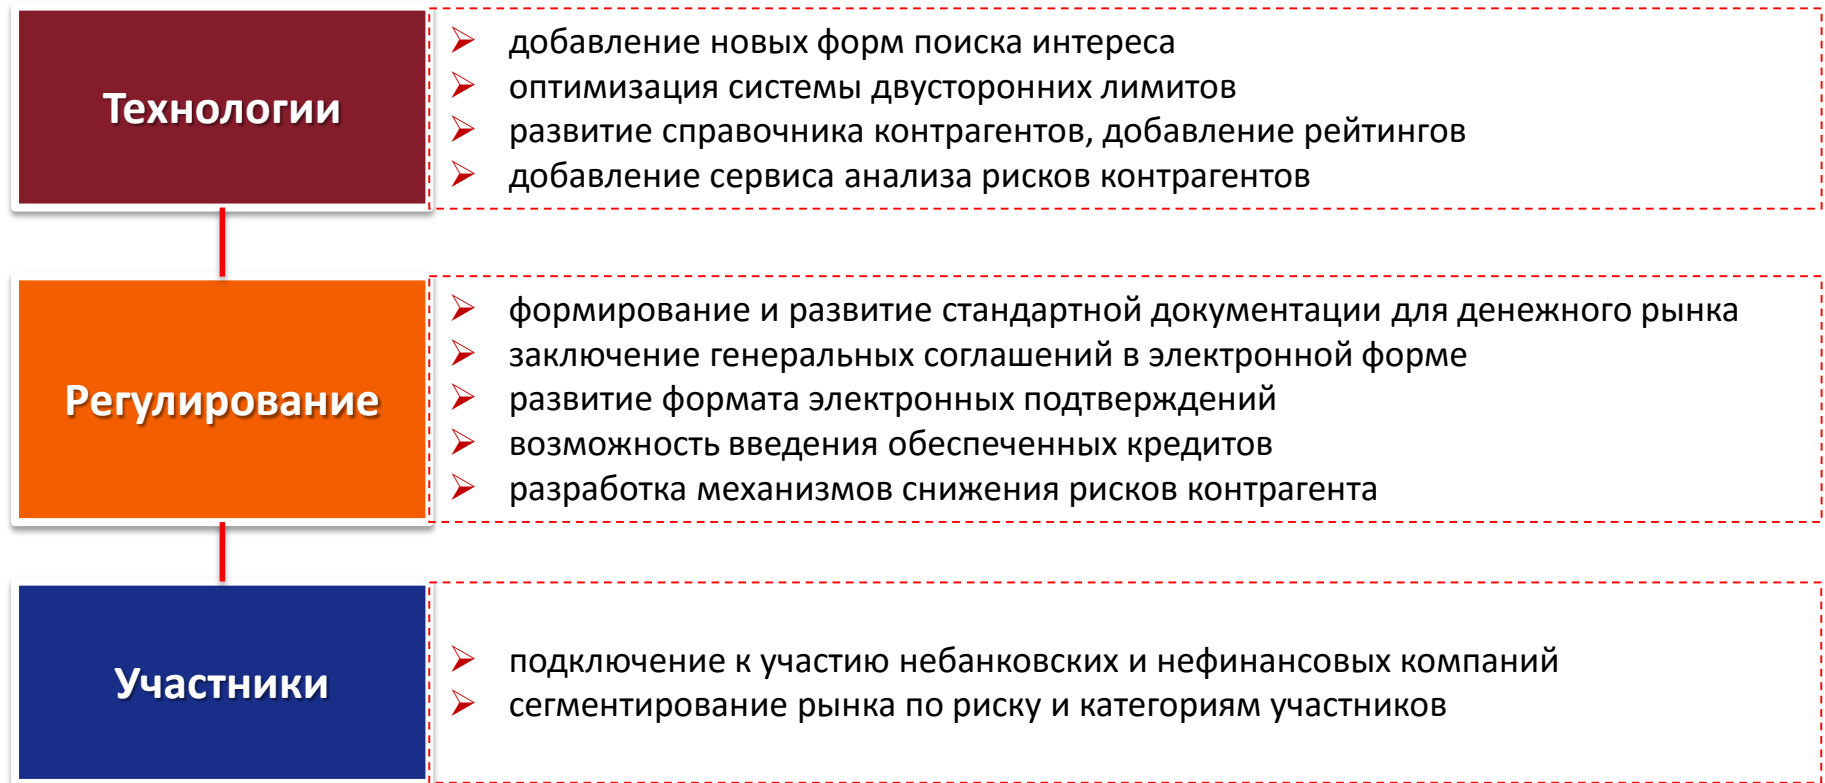 Технологии
добавление новых форм поиска интереса
оптимизация системы двусторонних лимитов
развитие справочника контрагентов, добавление рейтингов
добавление сервиса анализа рисков контрагентов
Регулирование
формирование и развитие стандартной документации для денежного рынка
заключение генеральных соглашений в электронной форме
развитие формата электронных подтверждений
возможность введения обеспеченных кредитов
разработка механизмов снижения рисков контрагента
Участники
подключение к участию небанковских и нефинансовых компаний
сегментирование рынка по риску и категориям участников